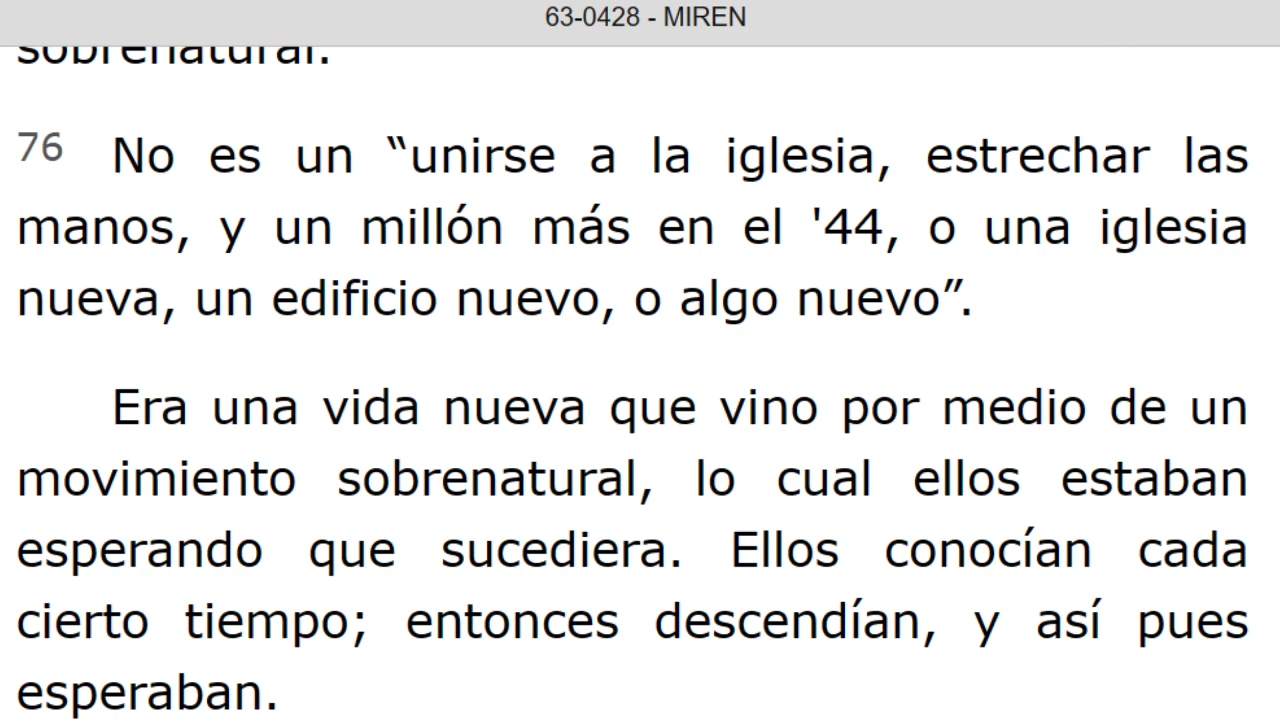 63-0428 - MIREN
sobrenatural.
76 No es un “unirse a la iglesia, estrechar las
manos, y un millón más en el '44, o una iglesia
nueva, un edificio nuevo, o algo nuevo”.
Era una vida nueva que vino por medio de un
movimiento sobrenatural, lo cual ellos estaban
esperando que sucediera. Ellos conocían cada
cierto tiempo; entonces descendían, y así pues
esperaban.